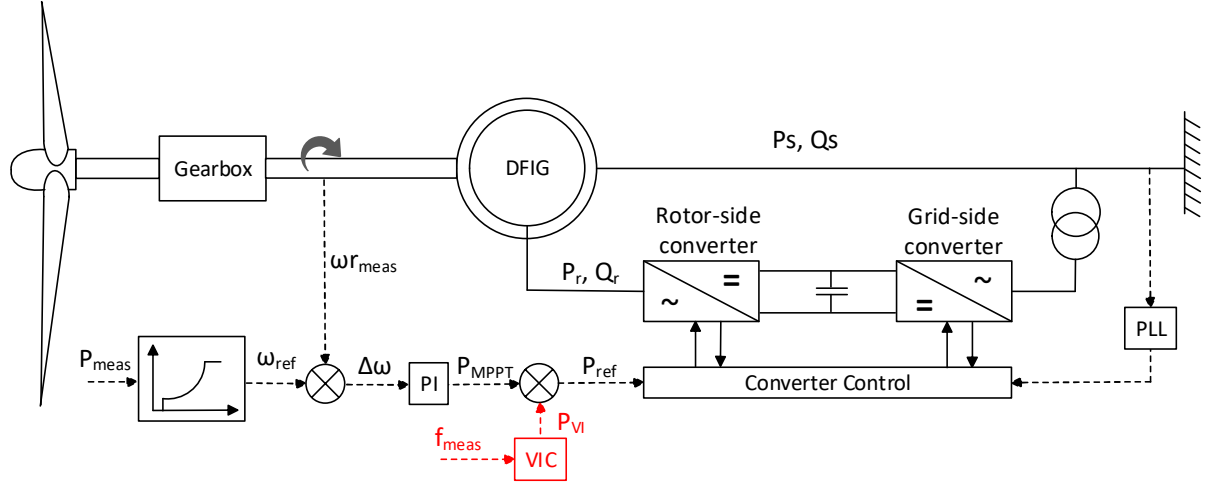 Ps, Qs
Gearbox
DFIG
Rotor-side
converter
Grid-side
converter
ωr_meas
P_r, Q_r
=
~
~
=
PLL
P_meas
ω_ref
Δω
PI
P_MPPT
P_ref
Converter Control
P_VI
f_meas
VIC